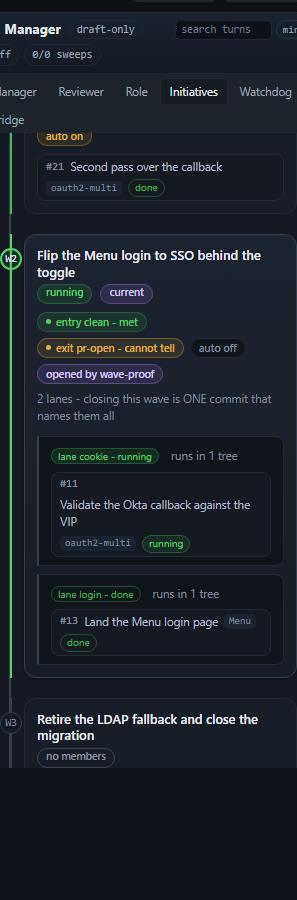 Manager draft-only search turns
ff 0/0 sweeps
anager Reviewer Role Initiatives Watchdog
ridge
auto on
#21 Second pass over the callback
oauth2-multi done
W2
Flip the Menu login to SSO behind the
toggle
running current
entry clean - met
exit pr-open - cannot tell auto off
opened by wave-proof
2 lanes - closing this wave is ONE commit that
names them all
lane cookie - running runs in 1 tree
#11
Validate the Okta callback against the
VIP
oauth2-multi running
lane login - done runs in 1 tree
#13 Land the Menu login page Menu
done
W3
Retire the LDAP fallback and close the
migration
no members